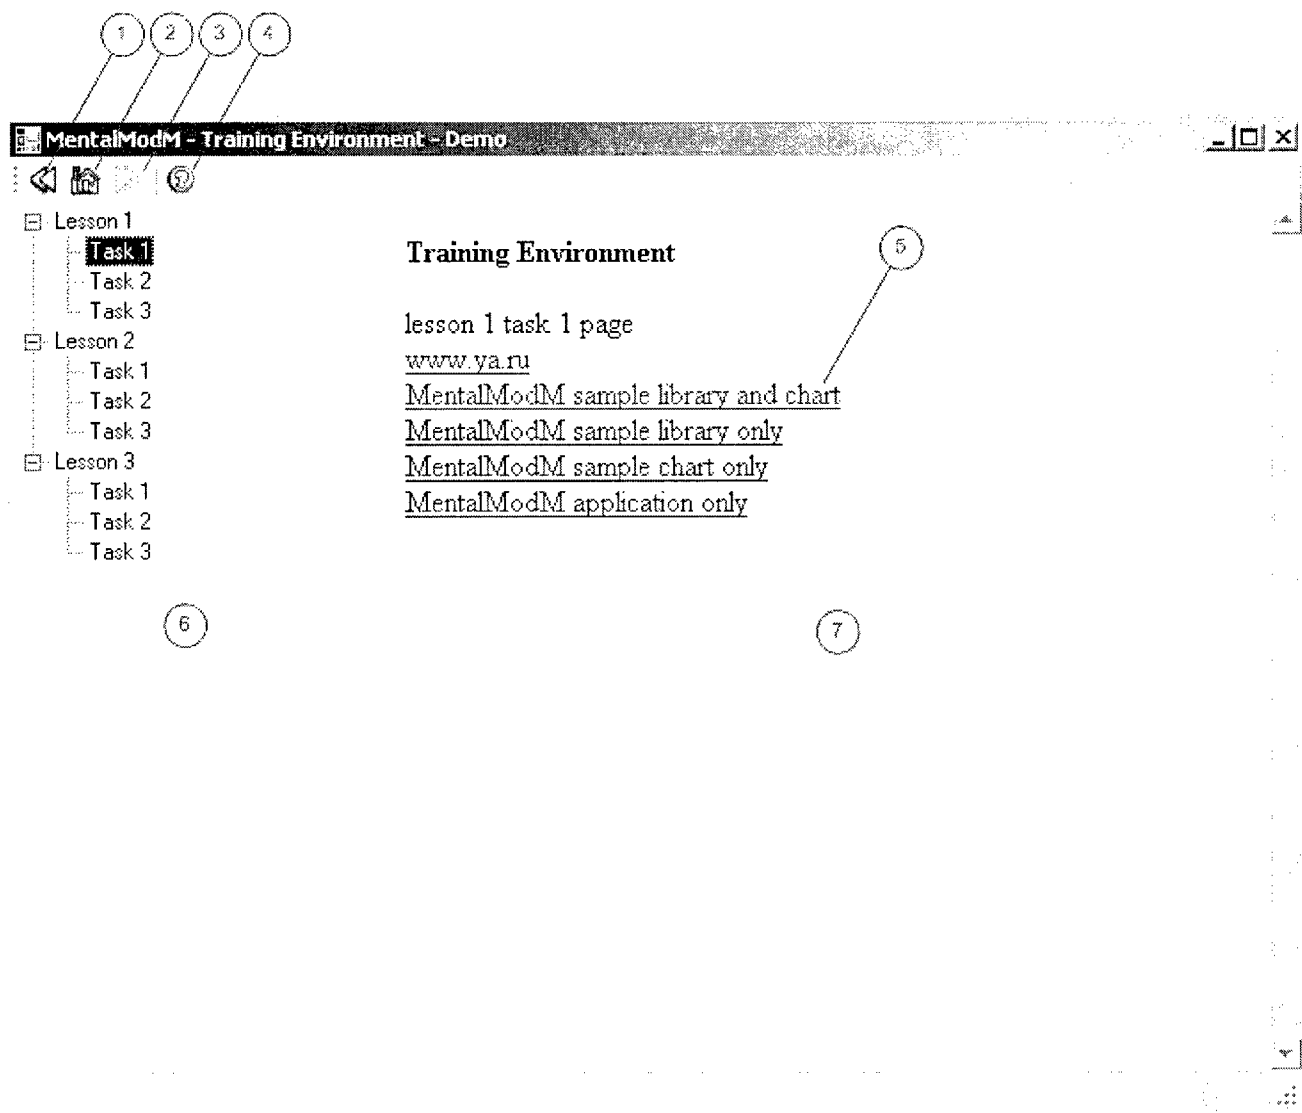 1 2 3 4
MentalModM - Training Environment - Demo
Lesson 1
Task 1
Task 2
Task 3
Lesson 2
Task 1
Task 2
Task 3
Lesson 3
Task 1
Task 2
Task 3
Training Environment
5
lesson 1 task 1 page
www.ya.ru
MentalModM sample library and chart
MentalModM sample library only
MentalModM sample chart only
MentalModM application only
6
7